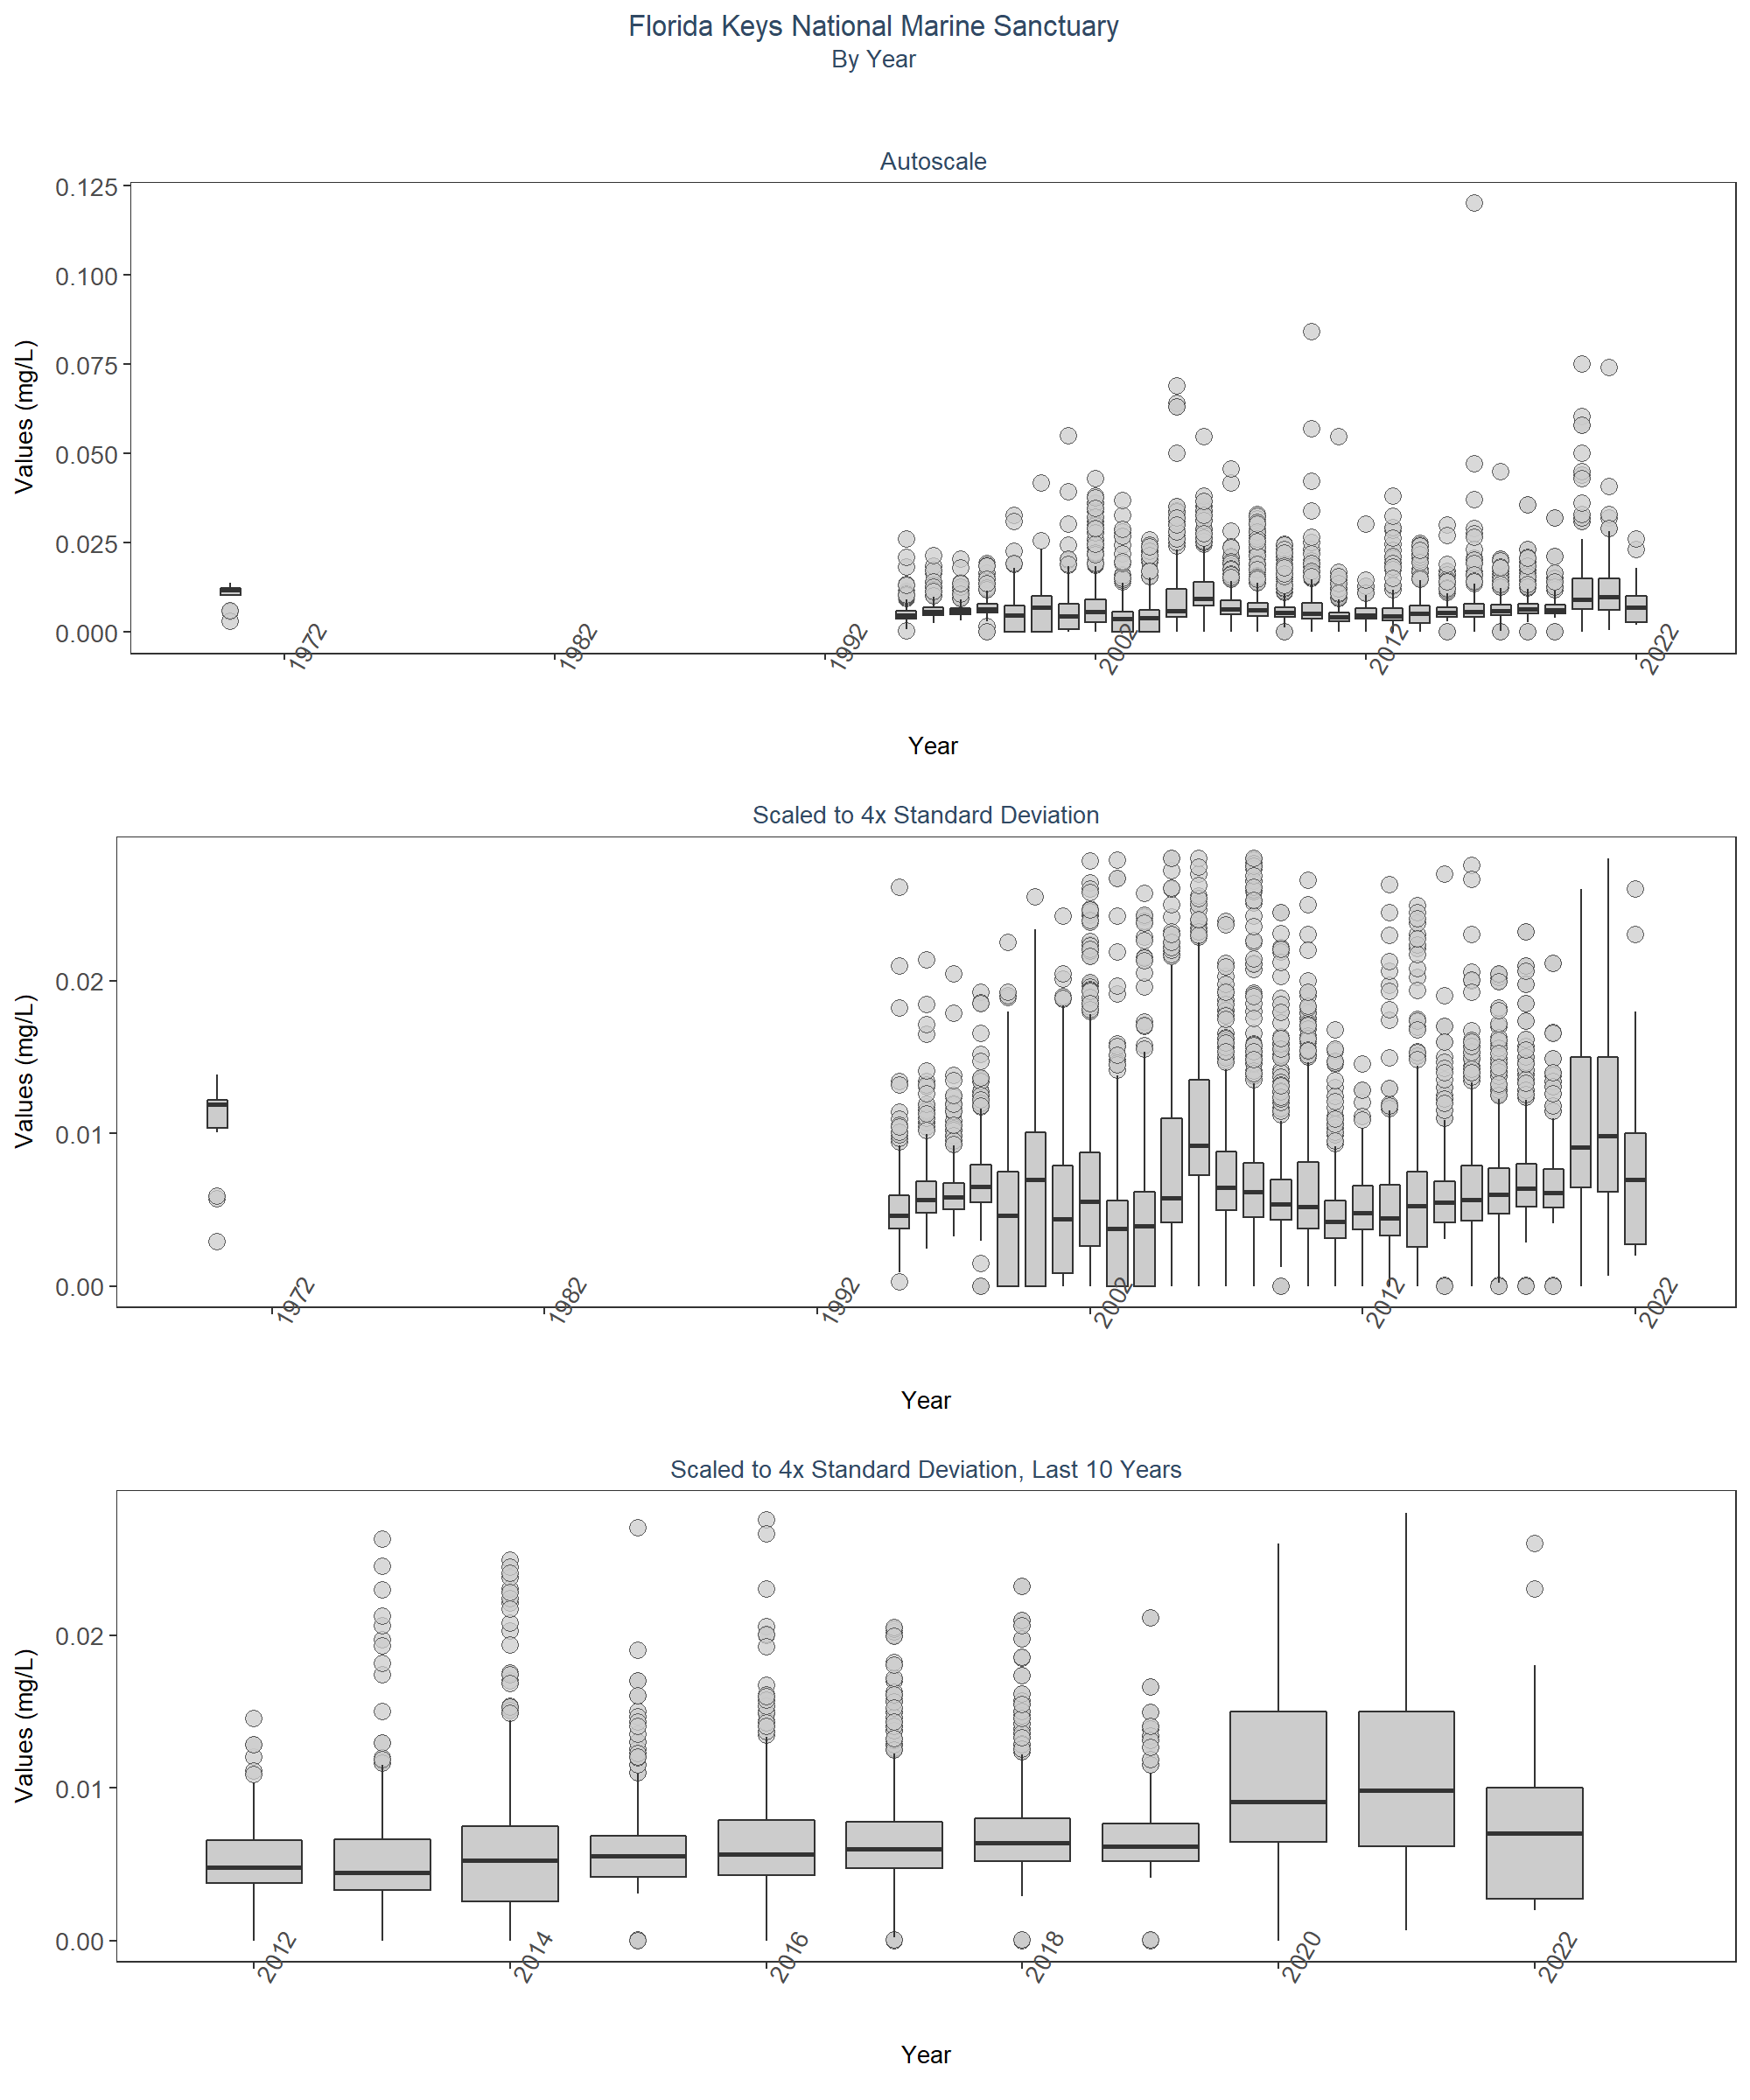 Florida Keys National Marine Sanctuary
By Year
Autoscale
0.125
0.100
0.075
0.050
0.025
0.000
Values (mg/L)
1972
1982
1992
2002
2012
2022
Year
Scaled to 4x Standard Deviation
0.02
0.01
0.00
Values (mg/L)
1972
1982
1992
2002
2012
2022
Year
Scaled to 4x Standard Deviation, Last 10 Years
0.02
0.01
0.00
Values (mg/L)
2012
2014
2016
2018
2020
2022
Year